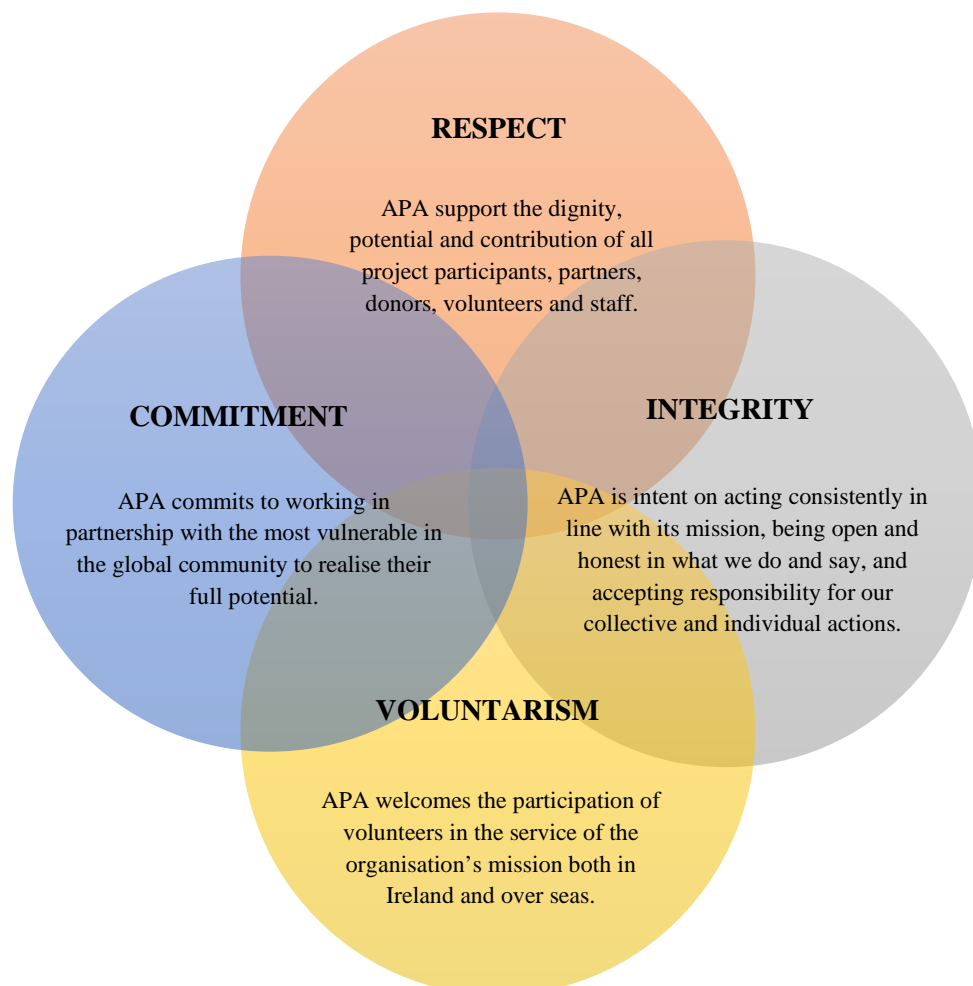 RESPECT
APA support the dignity,
potential and contribution of all
project participants, partners,
donors, volunteers and staff.
COMMITMENT
APA commits to working in
partnership with the most vulnerable in
the global community to realise their
full potential.
INTEGRITY
APA is intent on acting consistently in
line with its mission, being open and
honest in what we do and say, and
accepting responsibility for our
collective and individual actions.
VOLUNTARISM
APA welcomes the participation of
volunteers in the service of the
organisation’s mission both in
Ireland and over seas.